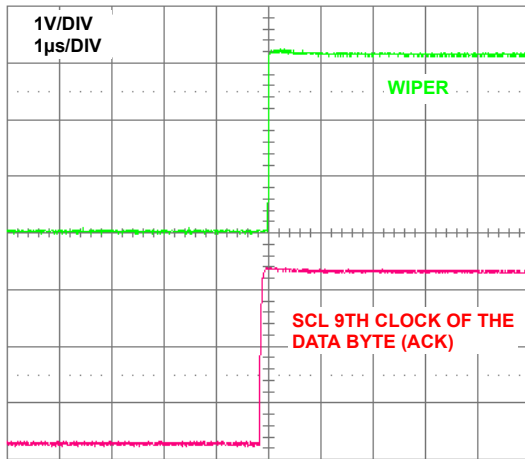 1V/DIV
1µs/DIV
WIPER
SCL 9TH CLOCK OF THE
DATA BYTE (ACK)